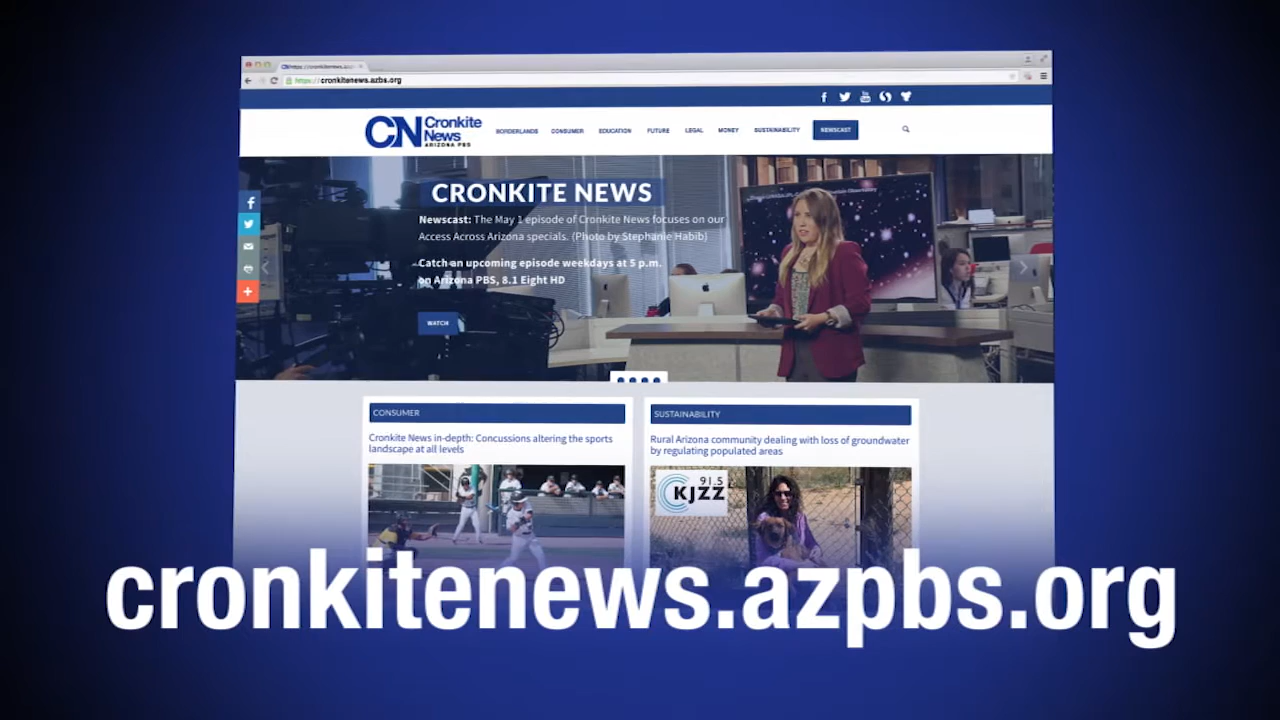 https://cronkitenews.azbs.org
CN Cronkite News
ARIZONA PBS
BORDERLANDS CONSUMER EDUCATION FUTURE LEGAL MONEY SUSTAINABILITY NEWSCAST
CRONKITE NEWS
Newscast: The May 1 episode of Cronkite News focuses on our
Access Across Arizona specials. (Photo by Stephanie Habib)
Catch an upcoming episode weekdays at 5 p.m.
on Arizona PBS, 8.1 Eight HD
WATCH
CONSUMER
Cronkite News in-depth: Concussions altering the sports
landscape at all levels
SUSTAINABILITY
Rural Arizona community dealing with loss of groundwater
by regulating populated areas
91.5
KJZZ
cronkitenews.azpbs.org